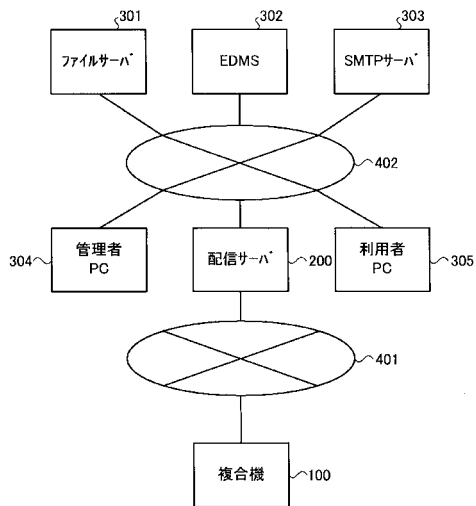 301
302
303
ファイルサーバ
EDMS
SMTPサーバ
402
304
管理者
PC
配信サーバ
200
利用者
PC
305
401
複合機
100